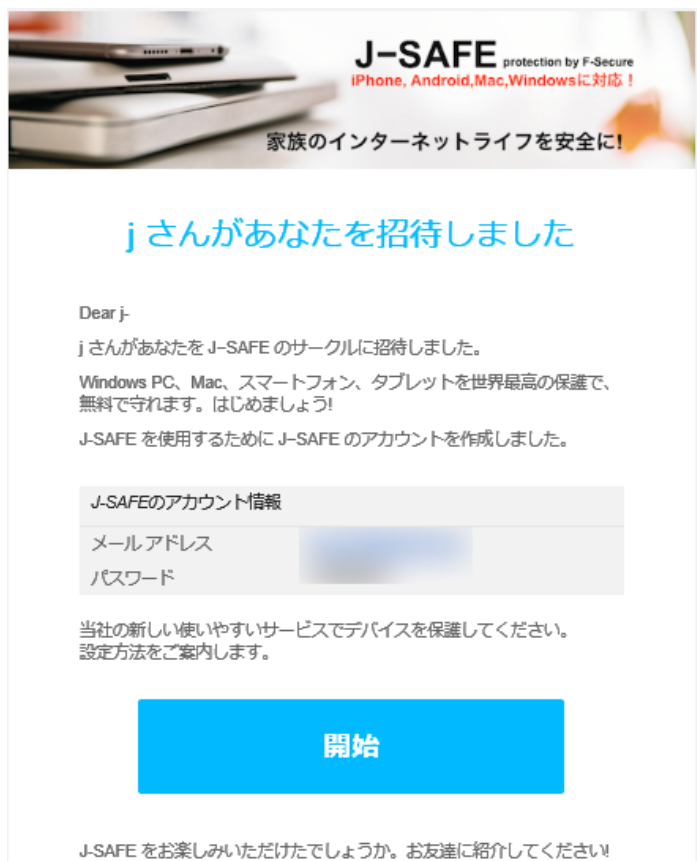 J-SAFE protection by F-Secure
iPhone, Android,Mac,Windowsに対応！
家族のインターネットライフを安全に!
j さんがあなたを招待しました
Dear j-
j さんがあなたを J-SAFE のサークルに招待しました。
Windows PC、Mac、スマートフォン、タブレットを世界最高の保護で、
無料で守れます。はじめましょう!
J-SAFE を使用するために J-SAFE のアカウントを作成しました。
J-SAFEのアカウント情報
メール アドレス
パスワード
当社の新しい使いやすいサービスでデバイスを保護してください。
設定方法をご案内します。
開始
J-SAFE をお楽しみいただけたでしょうか。お友達に紹介してください!